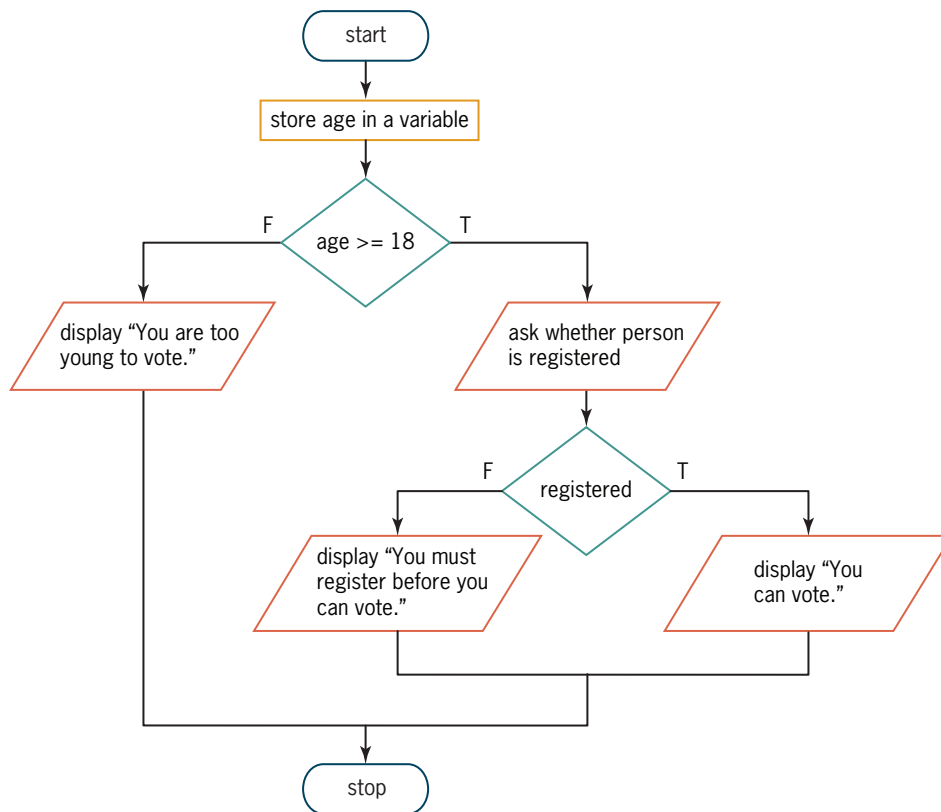 start
store age in a variable
F
age >= 18
T
display “You are too
young to vote.”
ask whether person
is registered
F
registered
T
display “You must
register before you
can vote.”
display “You
can vote.”
stop